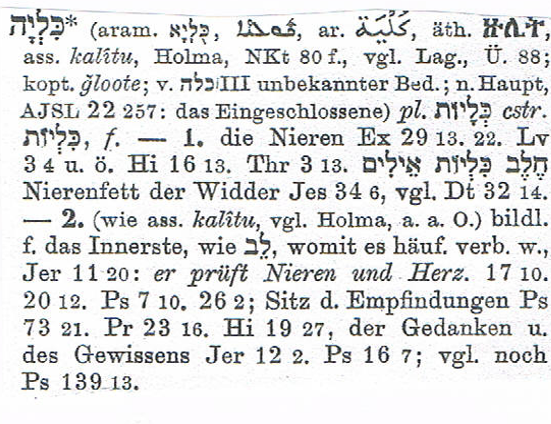 כִּלְיָה* (aram. כֻּלְיָא, ar. كُلْيَة, äth. ኵሊት,
ass. kalîtu, Holma, NKt 80 f., vgl. Lag., Ü. 88;
kopt. ǧloote; v. כלה III unbekannter Bed.; n. Haupt,
AJSL 22 257: das Eingeschlossene) pl. כְּלָיוֹת cstr.
כִּלְיוֹת, f. — 1. die Nieren Ex 29 13. 22. Lv
3 4 u. ö. Hi 16 13. Thr 3 13. חֵלֶב כִּלְיוֹת אֵילִים
Nierenfett der Widder Jes 34 6, vgl. Dt 32 14.
— 2. (wie ass. kalîtu, vgl. Holma, a. a. O.) bildl.
f. das Innerste, wie לֵב, womit es häuf. verb. w.,
Jer 11 20: er prüft Nieren und Herz. 17 10.
20 12. Ps 7 10. 26 2; Sitz d. Empfindungen Ps
73 21. Pr 23 16. Hi 19 27, der Gedanken u.
des Gewissens Jer 12 2. Ps 16 7; vgl. noch
Ps 139 13.